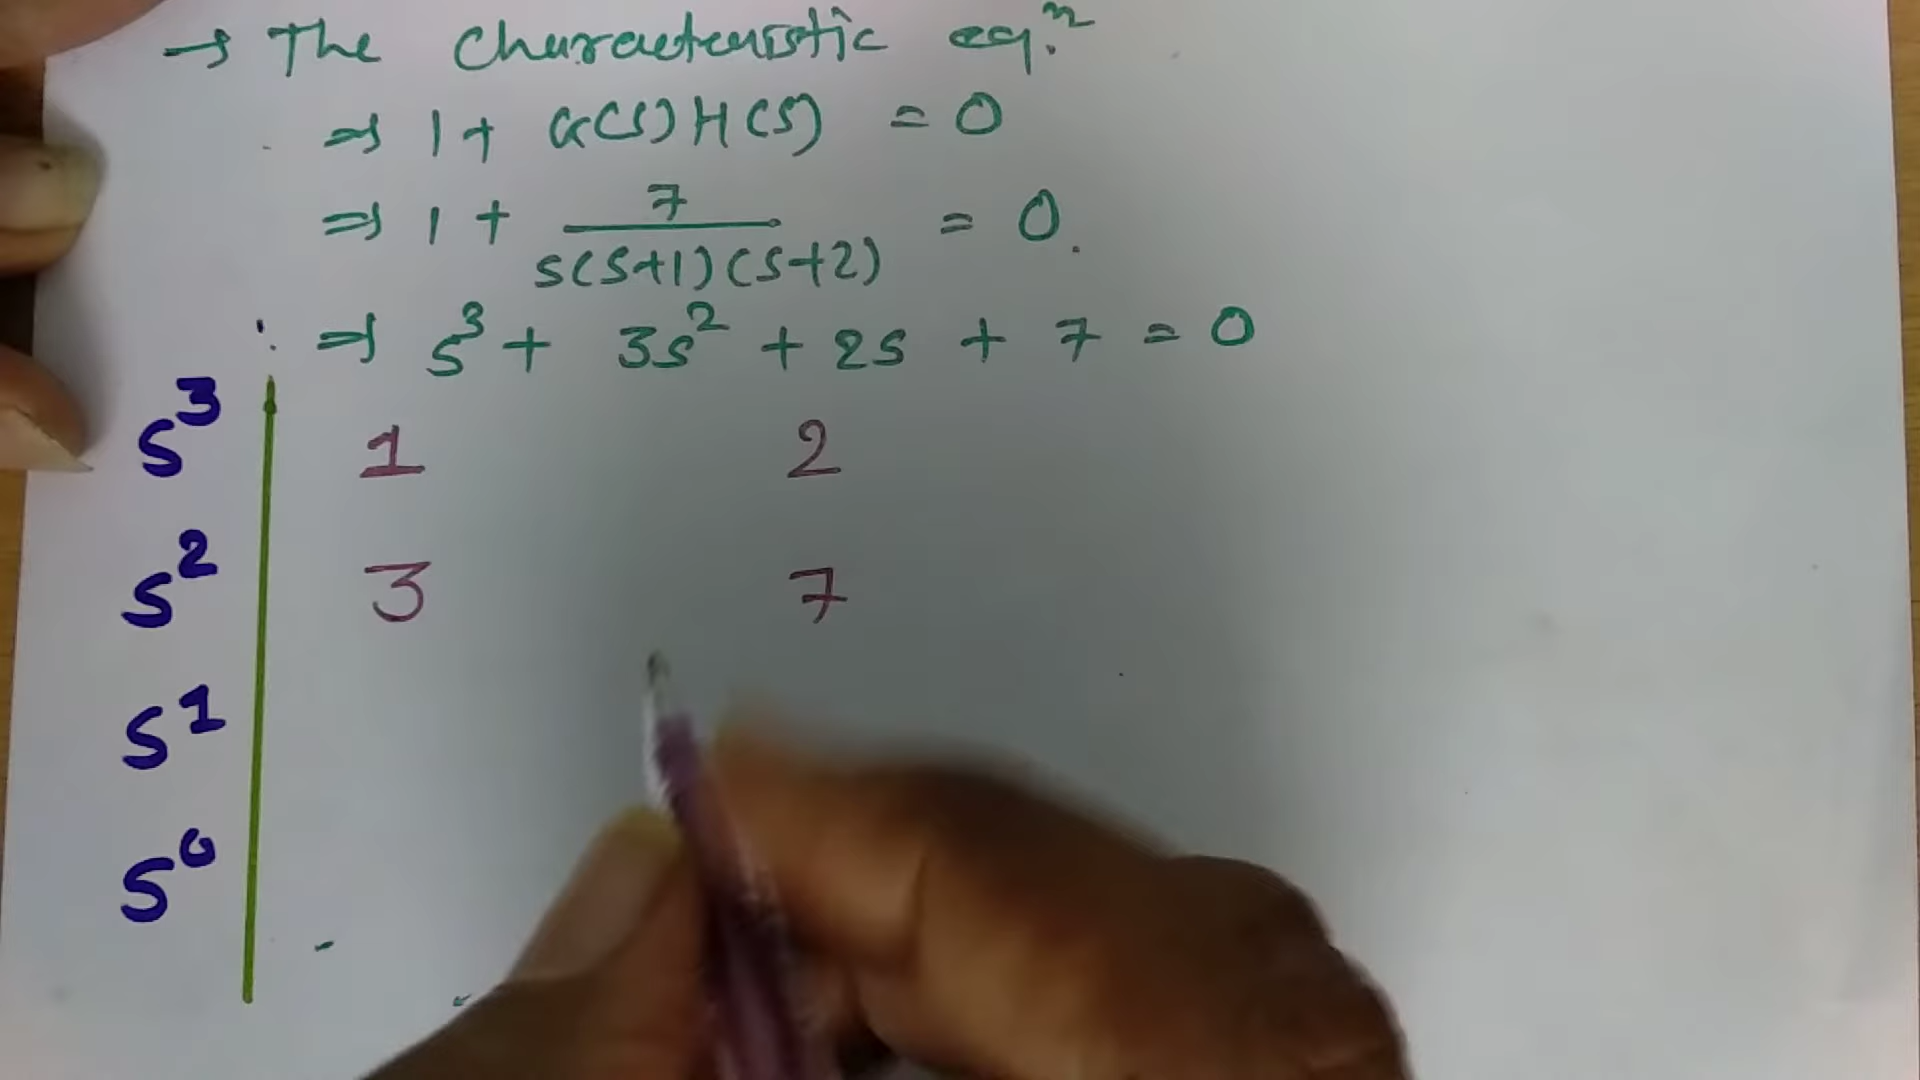 → The characteristic eq.ⁿ
⇒ 1 + G(S)H(S) = 0
⇒ 1 + 7/S(S+1)(S+2) = 0.
⇒ S³ + 3S² + 2S + 7 = 0
S³ 1 2
S² 3 7
S¹
S⁰